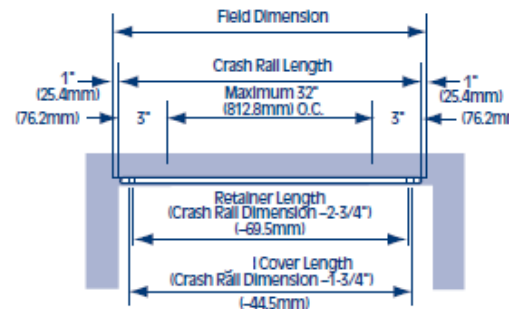 Field Dimension
1" Crash Rail Length 1"
(25.4mm) Maximum 32" (25.4mm)
(76.2mm) 3" (812.8mm) O.C. 3" (76.2m
Retainer Length
(Crash Rail Dimension -2-3/4")
(-69.5mm)
l Cover Length
(Crash Rail Dimension -1-3/4")
(-44.5mm)